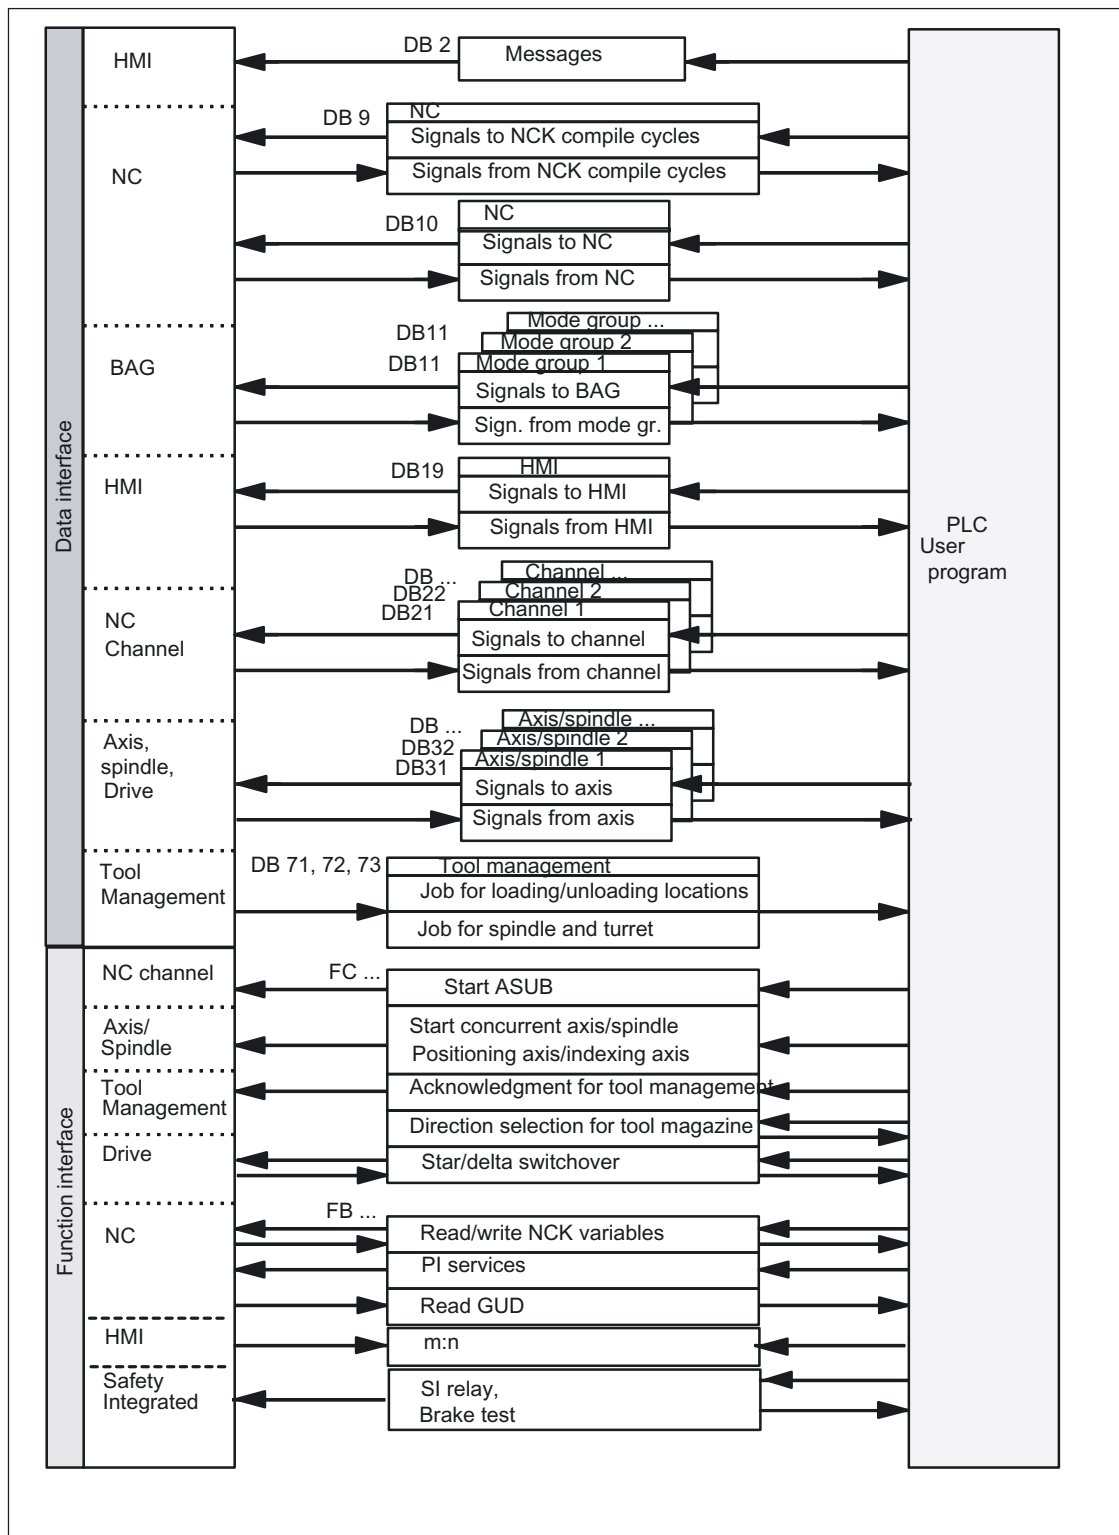 HMI
DB 2
Messages
NC
DB 9
NC
Signals to NCK compile cycles
Signals from NCK compile cycles
DB10
NC
Signals to NC
Signals from NC
BAG
DB11
DB11
Mode group ...
Mode group 2
Mode group 1
Signals to BAG
Sign. from mode gr.
HMI
DB19
HMI
Signals to HMI
Signals from HMI
Data interface
PLC
User
program
NC
Channel
DB ...
DB22
DB21
Channel ...
Channel 2
Channel 1
Signals to channel
Signals from channel
Axis,
spindle,
Drive
DB ...
DB32
DB31
Axis/spindle ...
Axis/spindle 2
Axis/spindle 1
Signals to axis
Signals from axis
Tool
Management
DB 71, 72, 73
Tool management
Job for loading/unloading locations
Job for spindle and turret
NC channel
FC ...
Start ASUB
Axis/
Spindle
Start concurrent axis/spindle
Positioning axis/indexing axis
Tool
Management
Acknowledgment for tool management
Direction selection for tool magazine
Drive
Star/delta switchover
Function interface
NC
FB ...
Read/write NCK variables
PI services
Read GUD
HMI
m:n
Safety
Integrated
SI relay,
Brake test